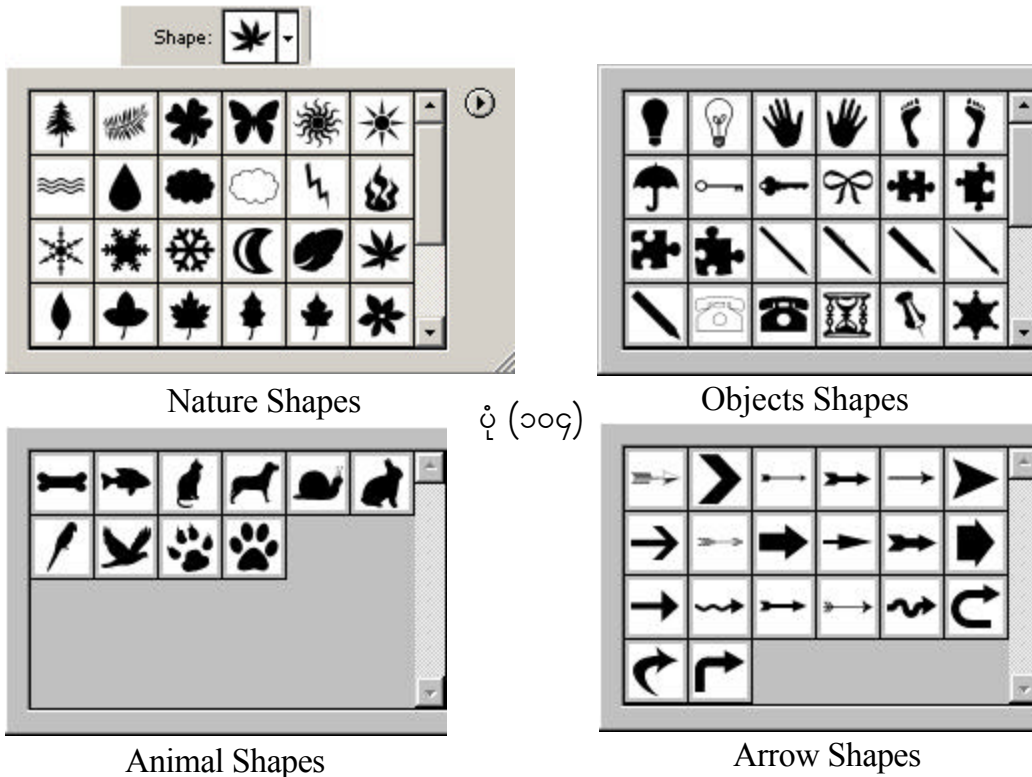 Shape:
Nature Shapes
Objects Shapes
ပုံ (၁၀၄)
Animal Shapes
Arrow Shapes